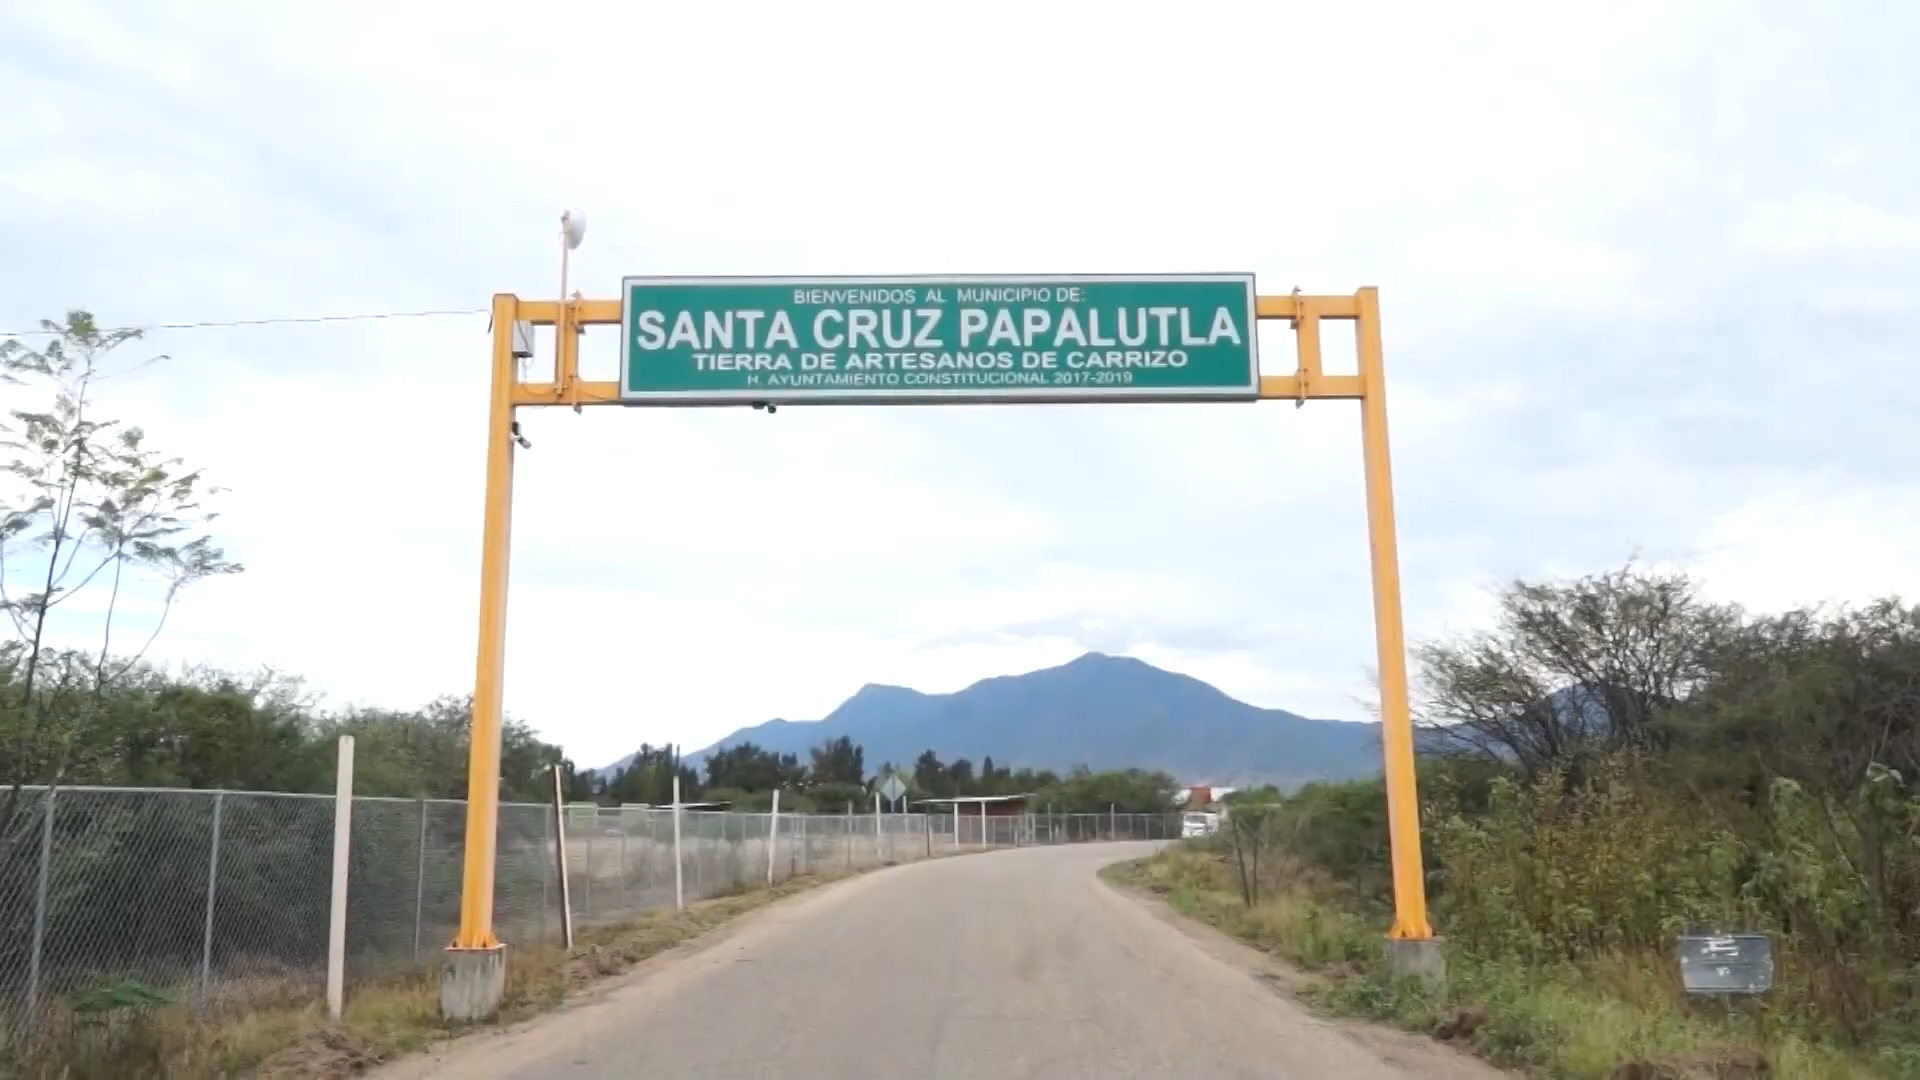 BIENVENIDOS AL MUNICIPIO DE:
SANTA CRUZ PAPALUTLA
TIERRA DE ARTESANOS DE CARRIZO
H. AYUNTAMIENTO CONSTITUCIONAL 2017-2019